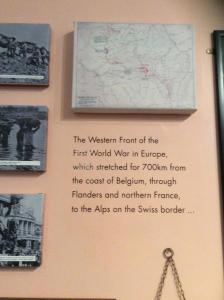 The Western Front of the
First World War in Europe,
which stretched for 700km from
the coast of Belgium, through
Flanders and northern France,
to the Alps on the Swiss border ...